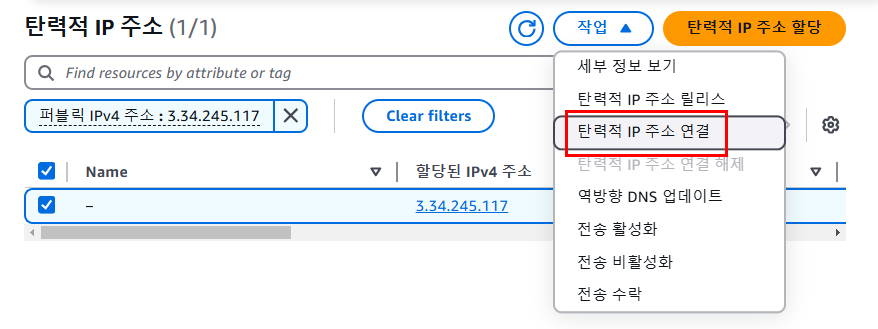 탄력적 IP 주소 (1/1)
작업 ▲
탄력적 IP 주소 할당
Find resources by attribute or tag
퍼블릭 IPv4 주소 : 3.34.245.117
Clear filters
세부 정보 보기
탄력적 IP 주소 릴리스
탄력적 IP 주소 연결
탄력적 IP 주소 연결 해제
역방향 DNS 업데이트
전송 활성화
전송 비활성화
전송 수락
Name
할당된 IPv4 주소
–
3.34.245.117